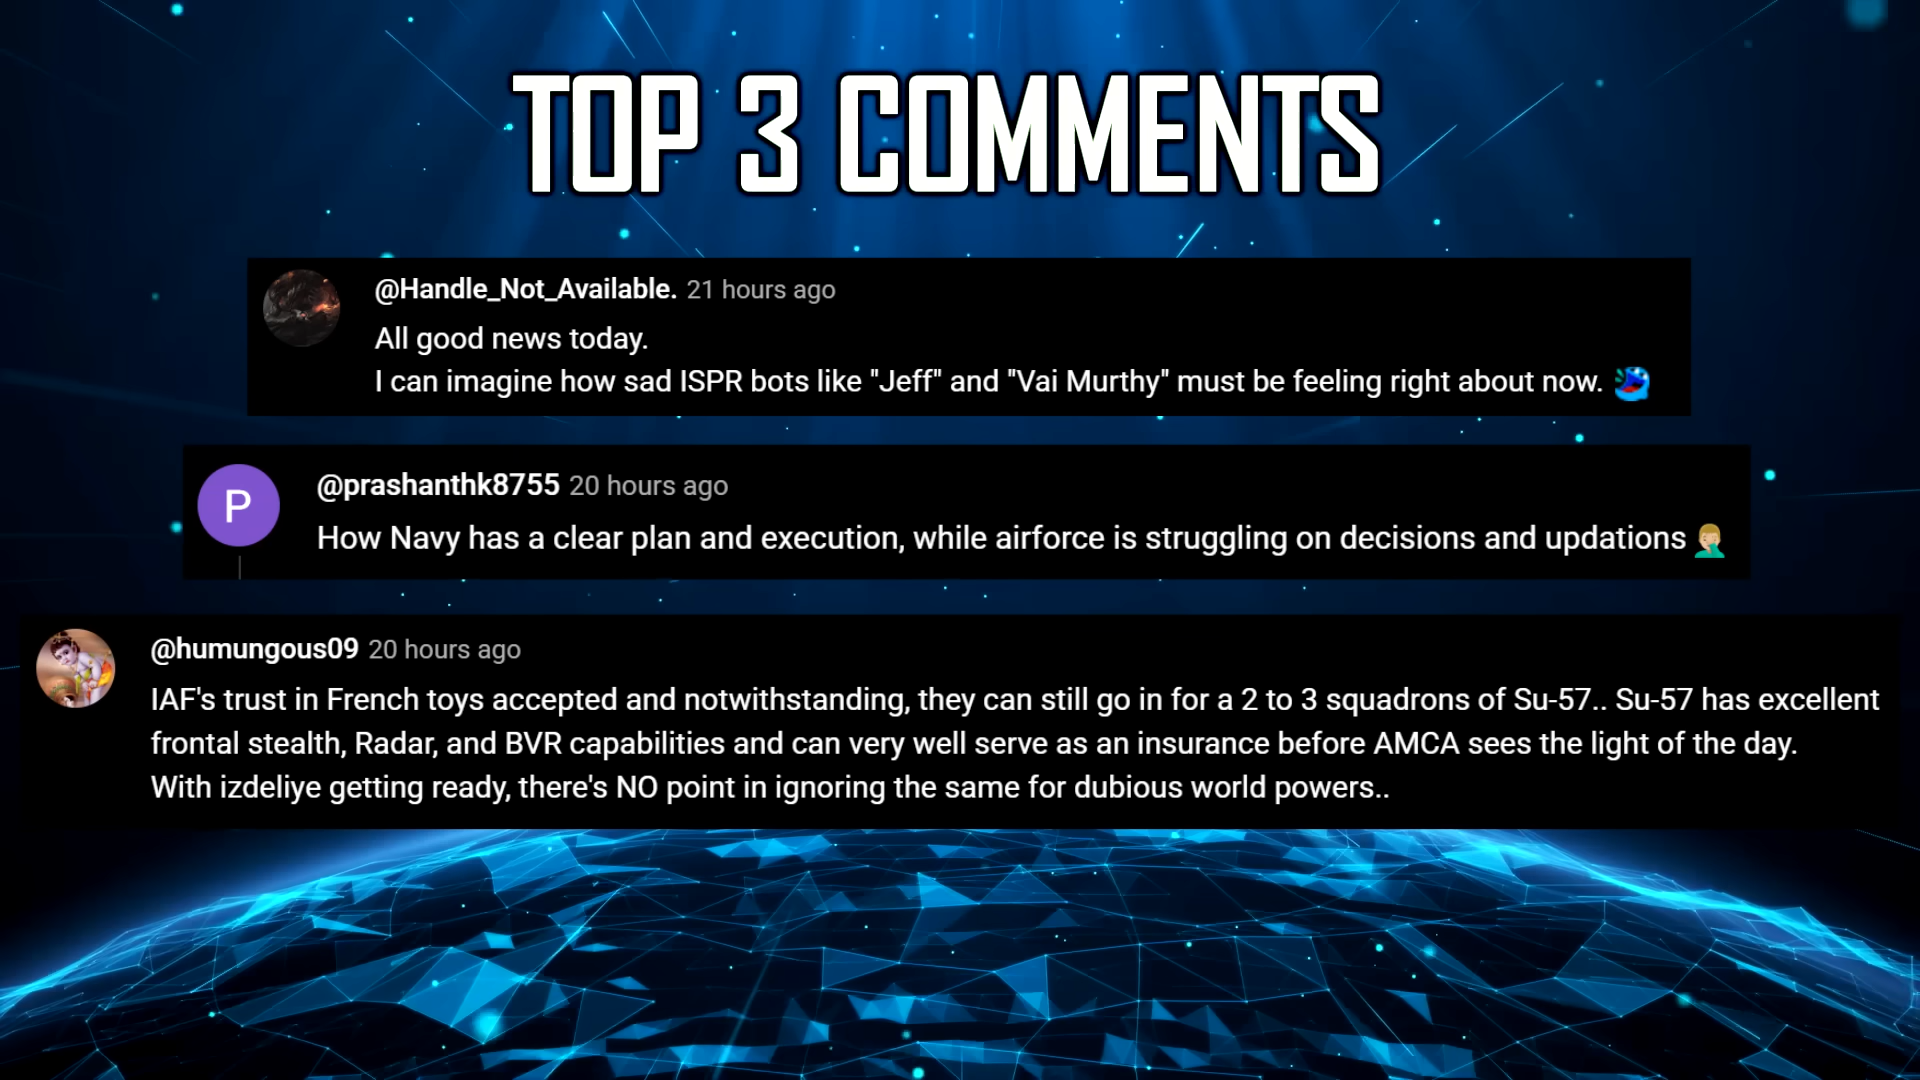 TOP 3 COMMENTS
@Handle_Not_Available. 21 hours ago
All good news today.
I can imagine how sad ISPR bots like "Jeff" and "Vai Murthy" must be feeling right about now.
P
@prashanthk8755 20 hours ago
How Navy has a clear plan and execution, while airforce is struggling on decisions and updations 🤦🏼‍♂️
@humungous09 20 hours ago
IAF's trust in French toys accepted and notwithstanding, they can still go in for a 2 to 3 squadrons of Su-57.. Su-57 has excellent
frontal stealth, Radar, and BVR capabilities and can very well serve as an insurance before AMCA sees the light of the day.
With izdeliye getting ready, there's NO point in ignoring the same for dubious world powers..